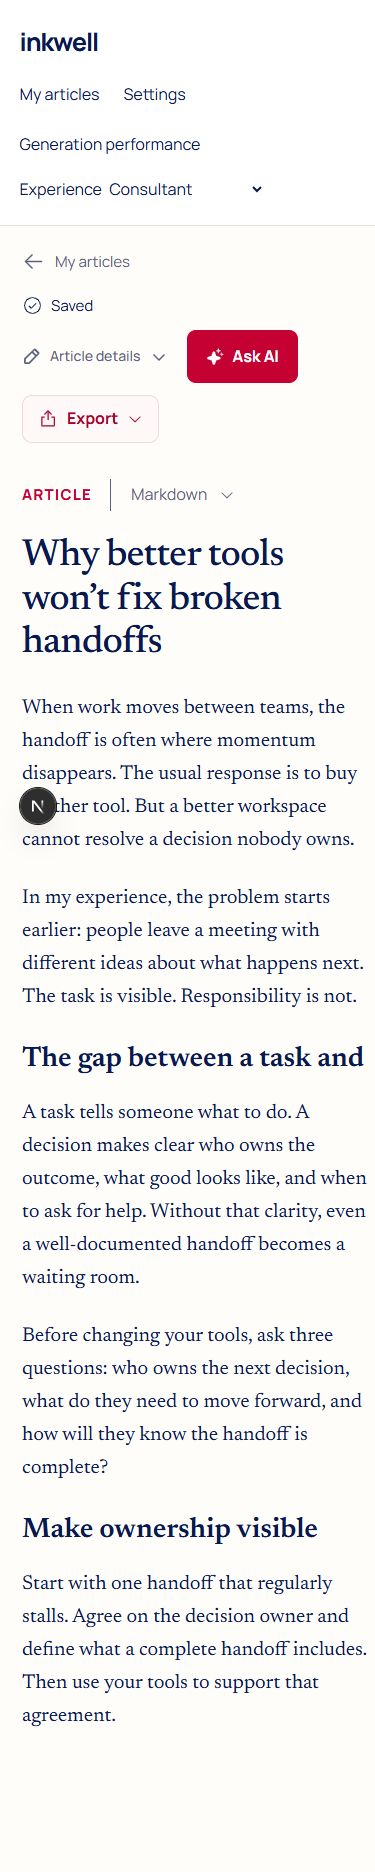 inkwell
My articles Settings
Generation performance
Experience Consultant
My articles
Saved
Article details Ask AI
Export
ARTICLE Markdown
Why better tools
won’t fix broken
handoffs
When work moves between teams, the
handoff is often where momentum
disappears. The usual response is to buy
N ther tool. But a better workspace
cannot resolve a decision nobody owns.
In my experience, the problem starts
earlier: people leave a meeting with
different ideas about what happens next.
The task is visible. Responsibility is not.
The gap between a task and
A task tells someone what to do. A
decision makes clear who owns the
outcome, what good looks like, and when
to ask for help. Without that clarity, even
a well-documented handoff becomes a
waiting room.
Before changing your tools, ask three
questions: who owns the next decision,
what do they need to move forward, and
how will they know the handoff is
complete?
Make ownership visible
Start with one handoff that regularly
stalls. Agree on the decision owner and
define what a complete handoff includes.
Then use your tools to support that
agreement.